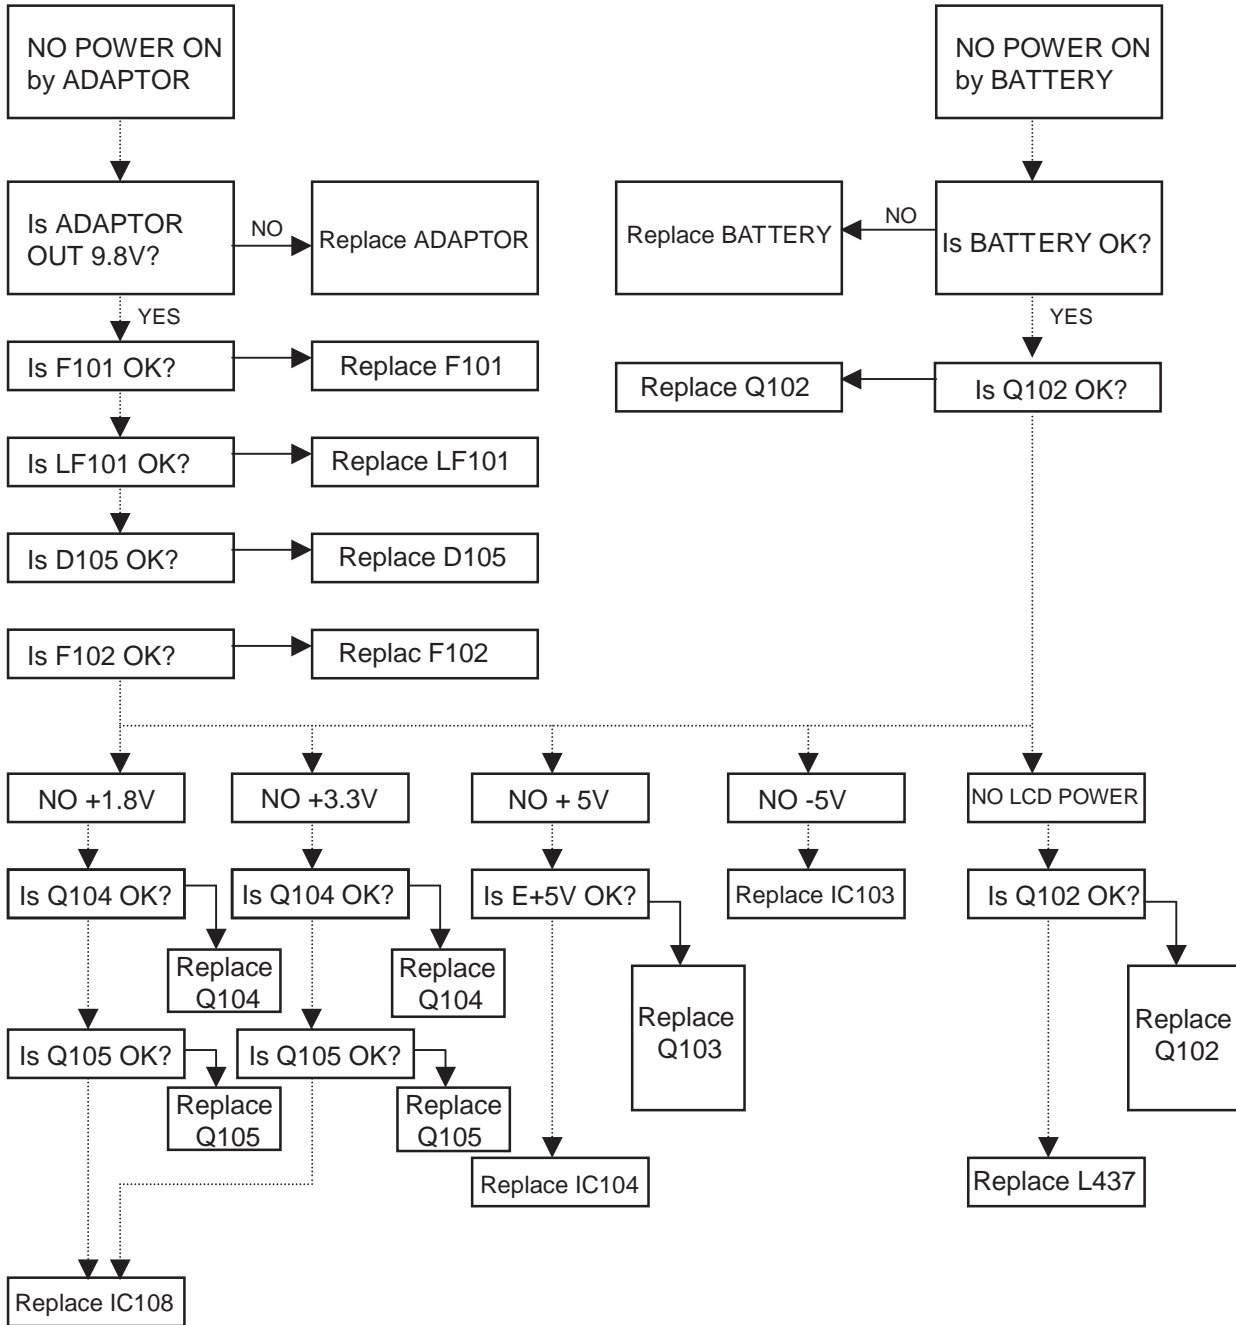 NO POWER ON
by ADAPTOR
NO POWER ON
by BATTERY
Is ADAPTOR
OUT 9.8V?
NO
Replace ADAPTOR
Replace BATTERY
NO
Is BATTERY OK?
YES
YES
Is F101 OK?
Replace F101
Replace Q102
Is Q102 OK?
Is LF101 OK?
Replace LF101
Is D105 OK?
Replace D105
Is F102 OK?
Replac F102
NO +1.8V
NO +3.3V
NO + 5V
NO -5V
NO LCD POWER
Is Q104 OK?
Is Q104 OK?
Is E+5V OK?
Replace IC103
Is Q102 OK?
Replace
Q104
Replace
Q104
Replace
Q103
Replace
Q102
Is Q105 OK?
Is Q105 OK?
Replace
Q105
Replace
Q105
Replace IC104
Replace L437
Replace IC108